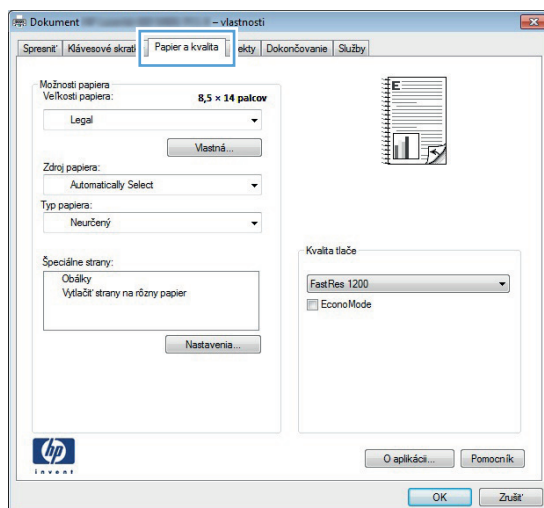 Dokument
– vlastnosti
Spresniť Klávesové skrat Papier a kvalita ekty Dokončovanie Služby
Možnosti papiera
Veľkosti papiera: 8,5 × 14 palcov
Legal
Vlastná...
Zdroj papiera:
Automatically Select
Typ papiera:
Neurčený
Špeciálne strany:
Obálky
Vytlačiť strany na rôzny papier
Nastavenia...
E
Kvalita tlače
FastRes 1200
EconoMode
hp
invent
O aplikácii... Pomocník
OK Zrušiť